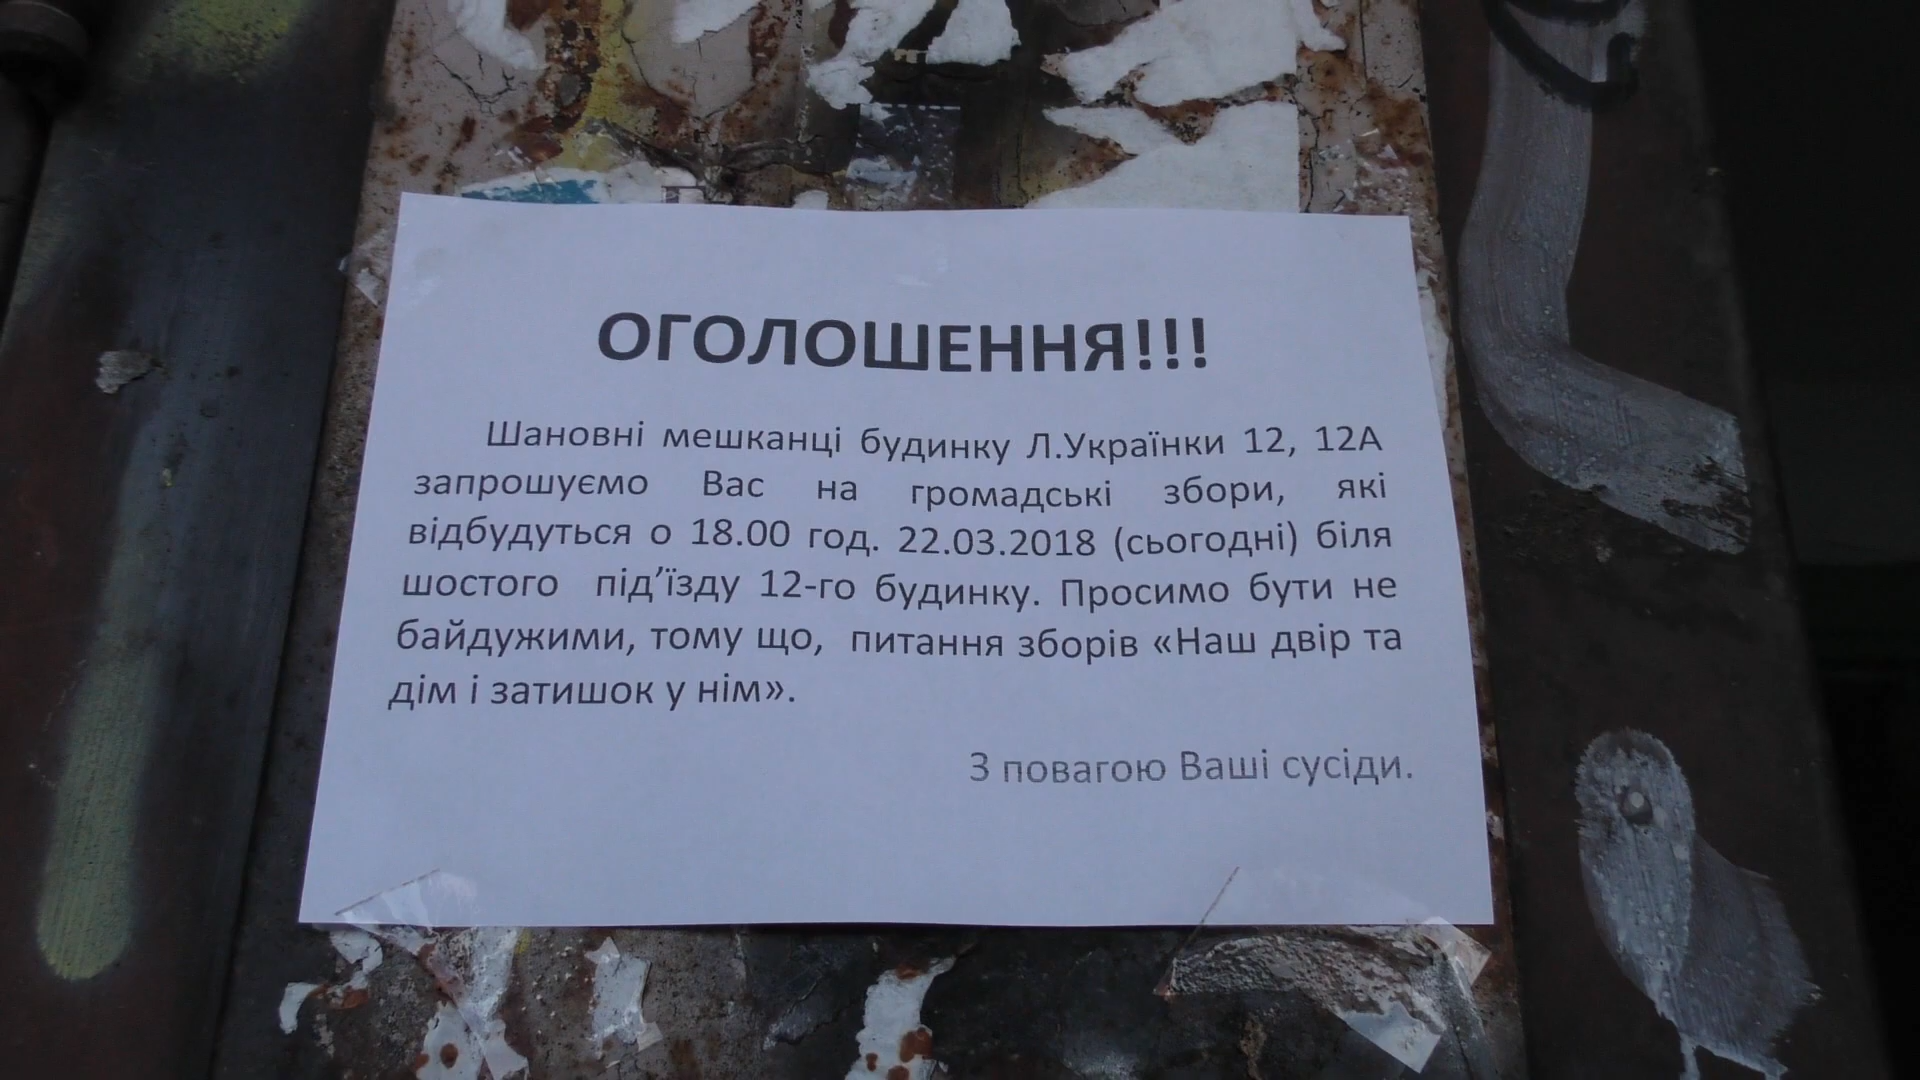 ОГОЛОШЕННЯ!!!
Шановні мешканці будинку Л.Українки 12, 12А
запрошуємо Вас на громадські збори, які
відбудуться о 18.00 год. 22.03.2018 (сьогодні) біля
шостого під’їзду 12-го будинку. Просимо бути не
байдужими, тому що, питання зборів «Наш двір та
дім і затишок у нім».
З повагою Ваші сусіди.